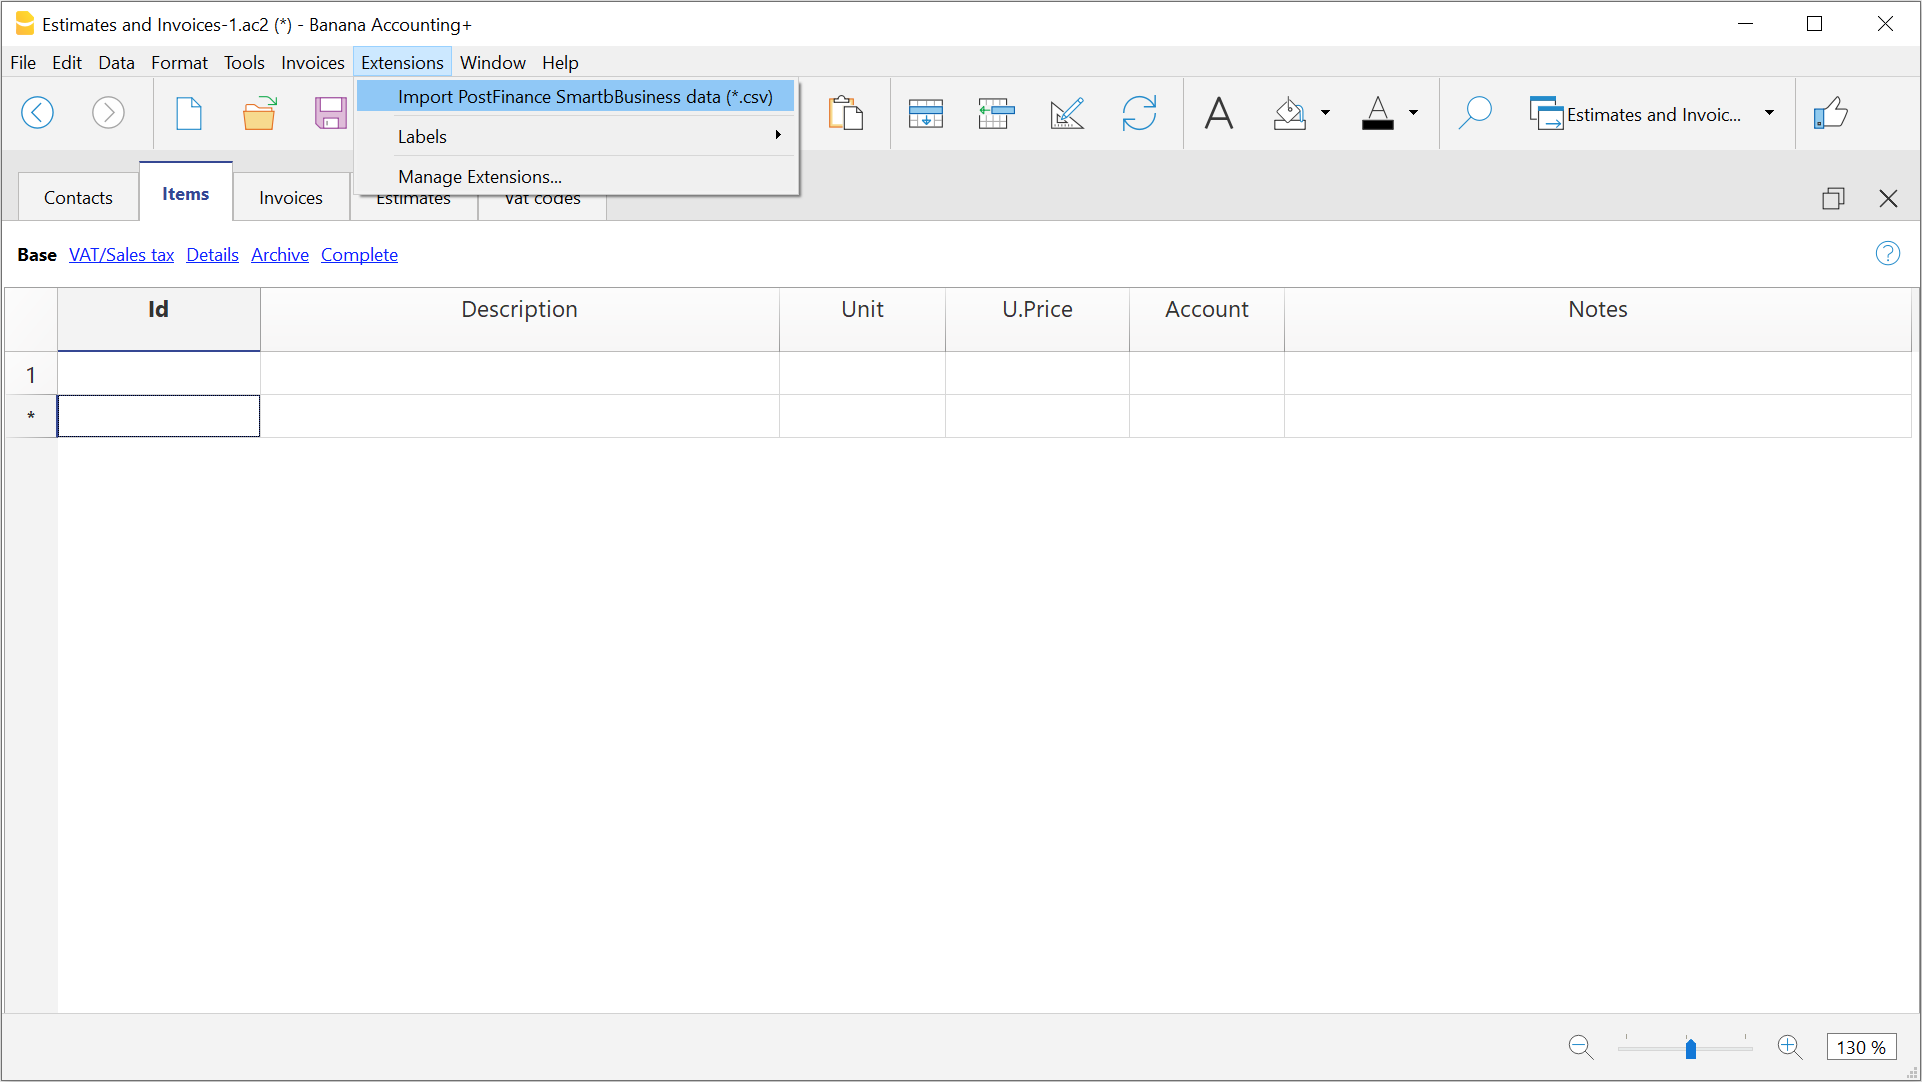 Estimates and Invoices-1.ac2 (*) - Banana Accounting+
File Edit Data Format Tools Invoices Extensions Window Help
Import PostFinance SmartbBusiness data (*.csv)
Labels
Manage Extensions...
Estimates and Invoic...
Contacts Items Invoices Estimates Vat codes
Base VAT/Sales tax Details Archive Complete
Id Description Unit U.Price Account Notes
1
*
130 %